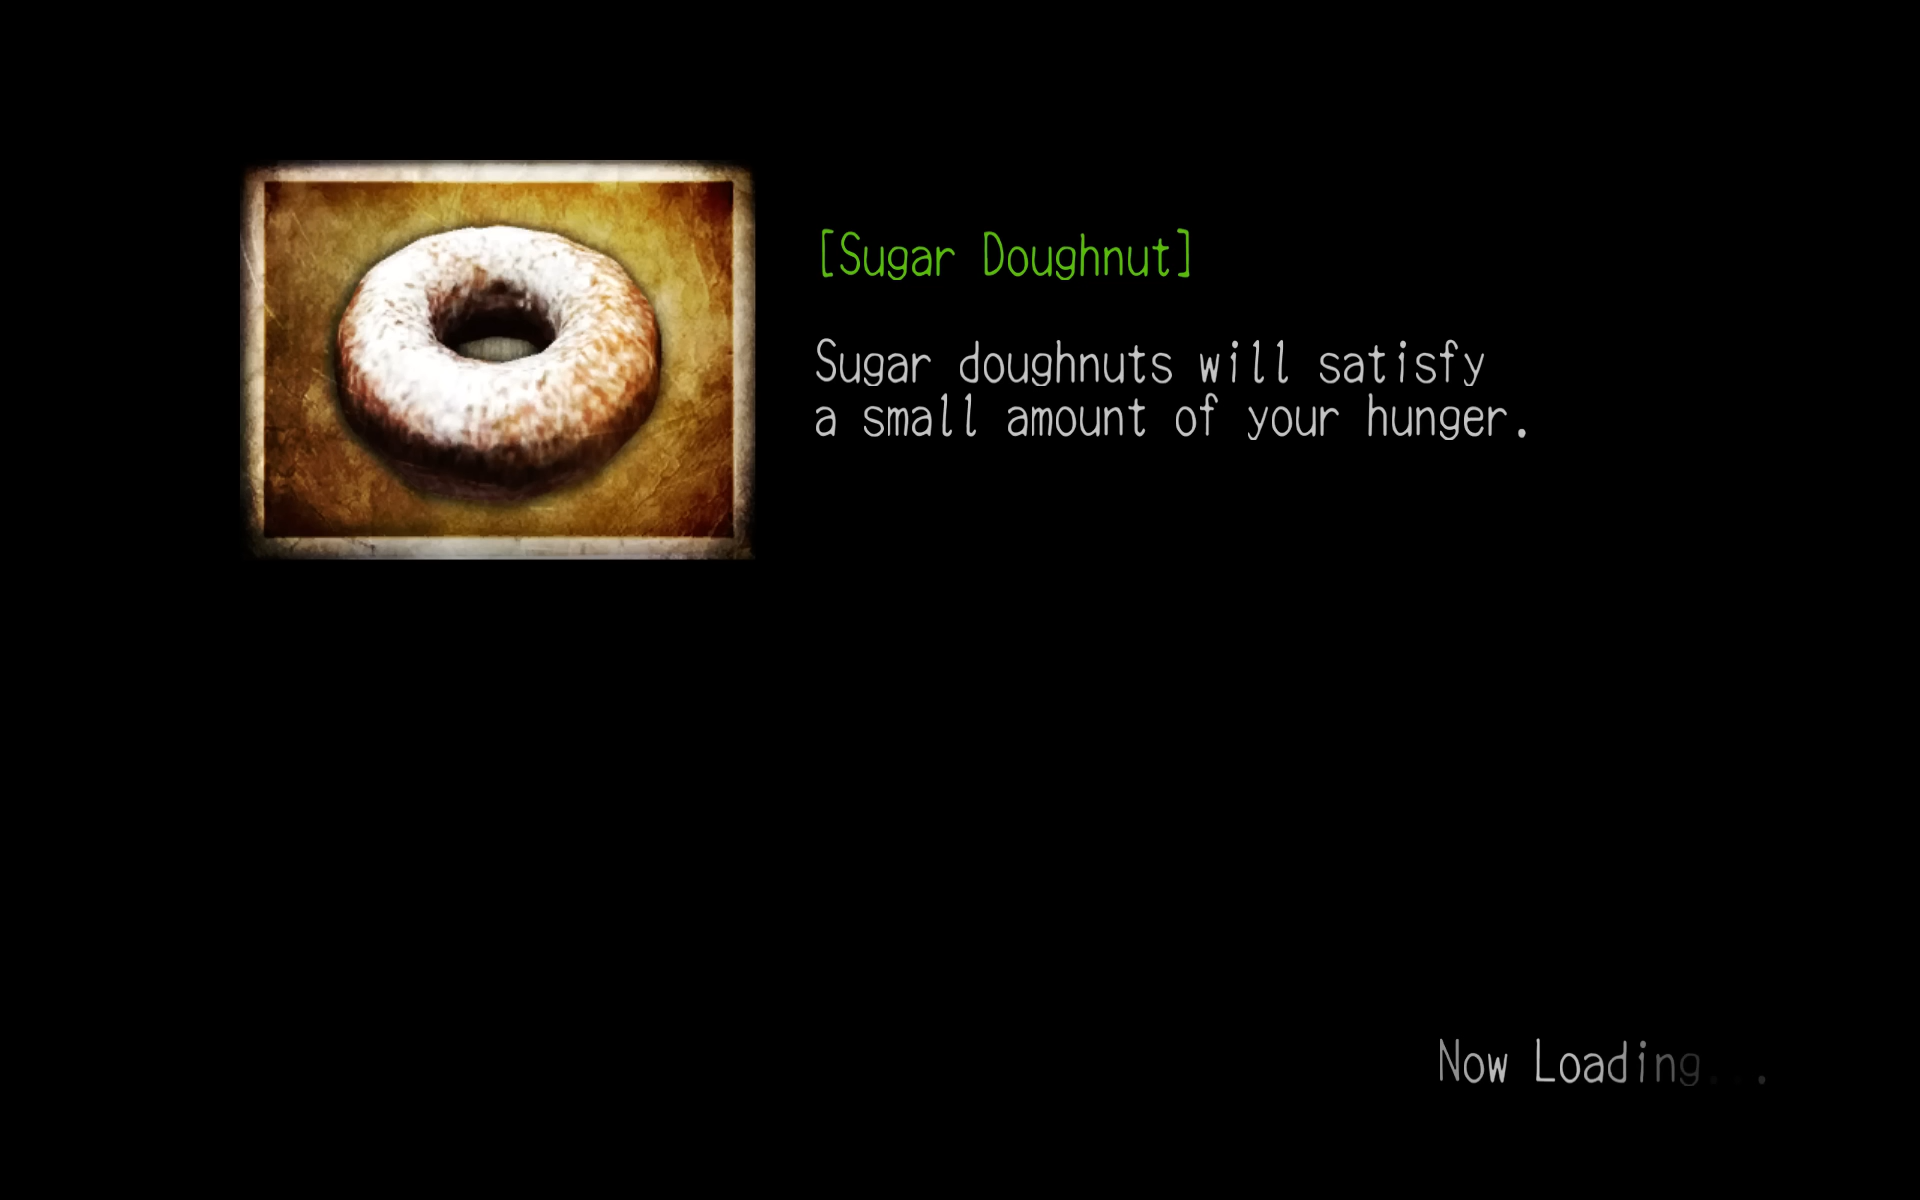 [Sugar Doughnut]
Sugar doughnuts will satisfy
a small amount of your hunger.
Now Loading...